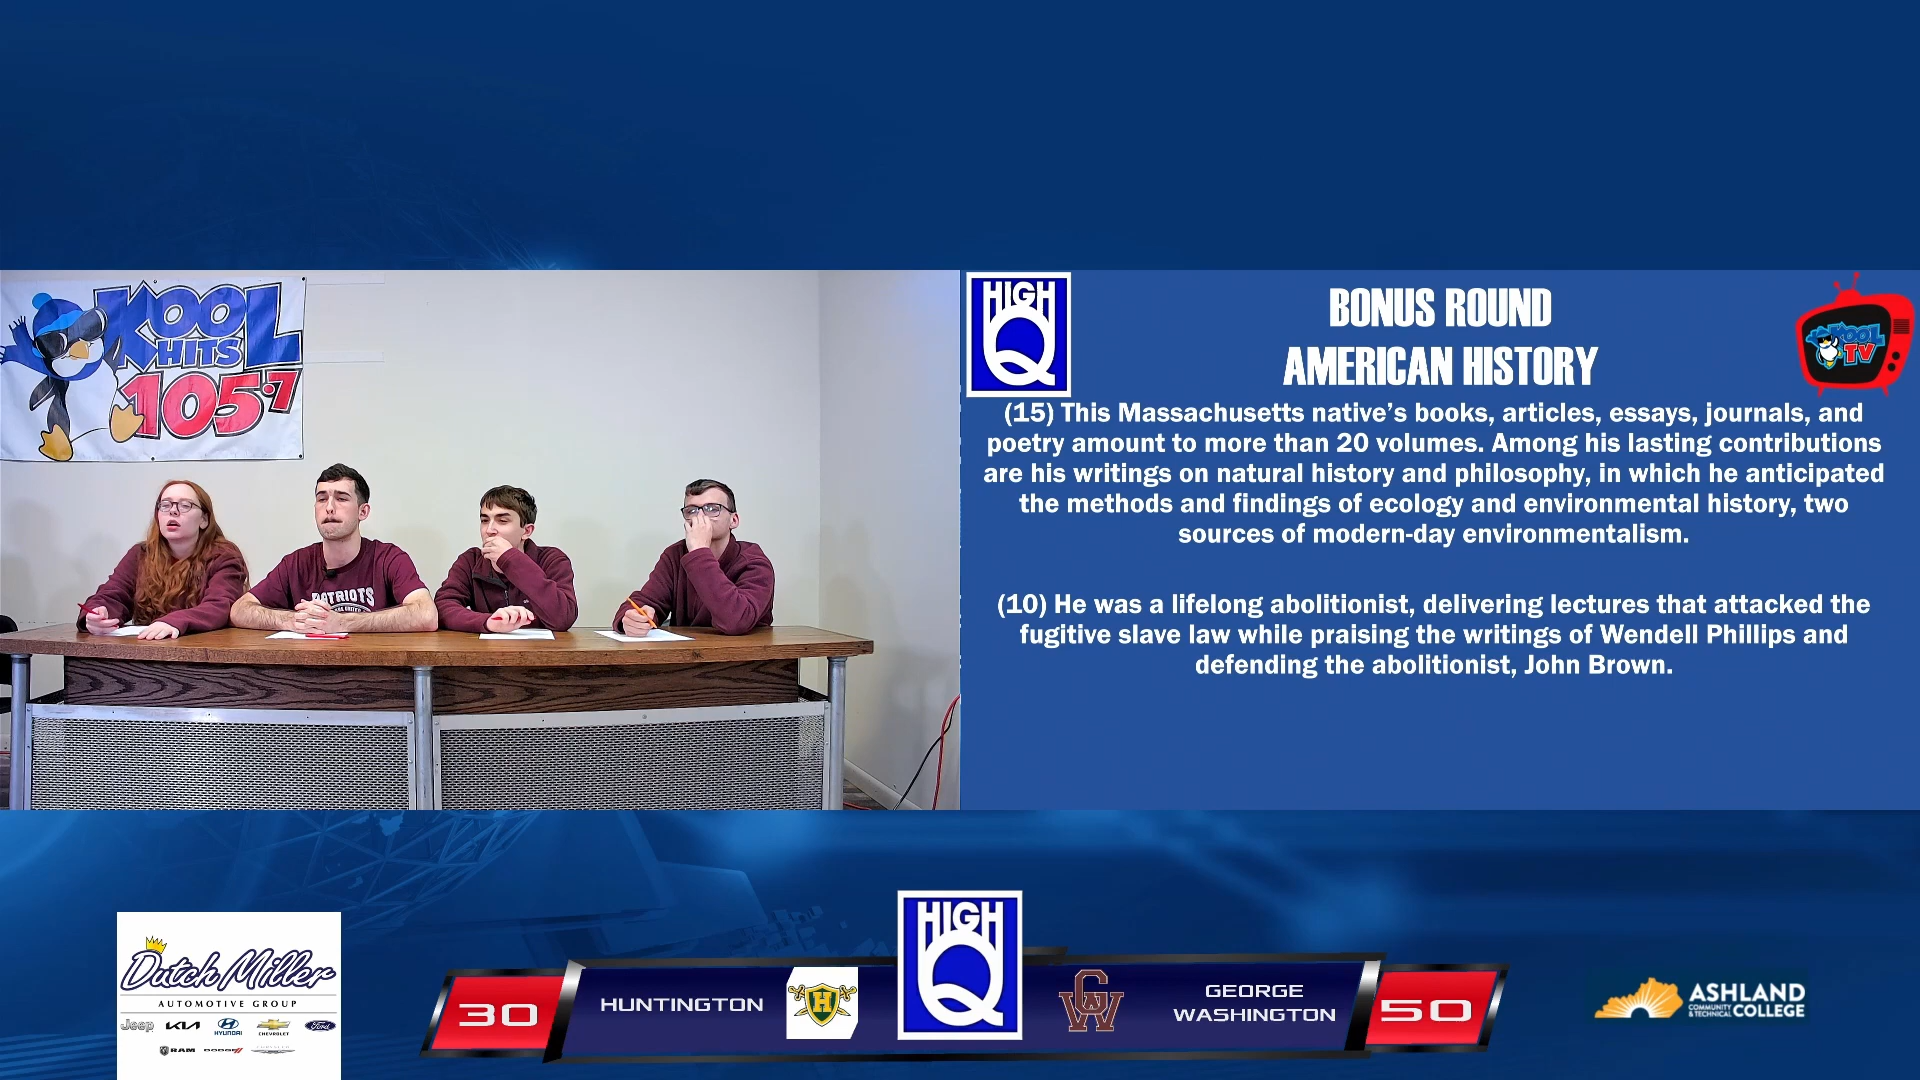 KOOL
HITS
105.7
PATRIOTS
HIGH
Q
BONUS ROUND
AMERICAN HISTORY
KOOL
TV
(15) This Massachusetts native’s books, articles, essays, journals, and
poetry amount to more than 20 volumes. Among his lasting contributions
are his writings on natural history and philosophy, in which he anticipated
the methods and findings of ecology and environmental history, two
sources of modern-day environmentalism.
(10) He was a lifelong abolitionist, delivering lectures that attacked the
fugitive slave law while praising the writings of Wendell Phillips and
defending the abolitionist, John Brown.
Dutch Miller
AUTOMOTIVE GROUP
Jeep KIA HYUNDAI CHEVROLET Ford
RAM DODGE CHRYSLER
30
HUNTINGTON
H
HIGH
Q
GW
GEORGE
WASHINGTON
50
ASHLAND
COMMUNITY & TECHNICAL COLLEGE